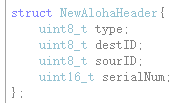 struct NewAlohaHeader{
    uint8_t type;
    uint8_t destID;
    uint8_t sourID;
    uint16_t serialNum;
};